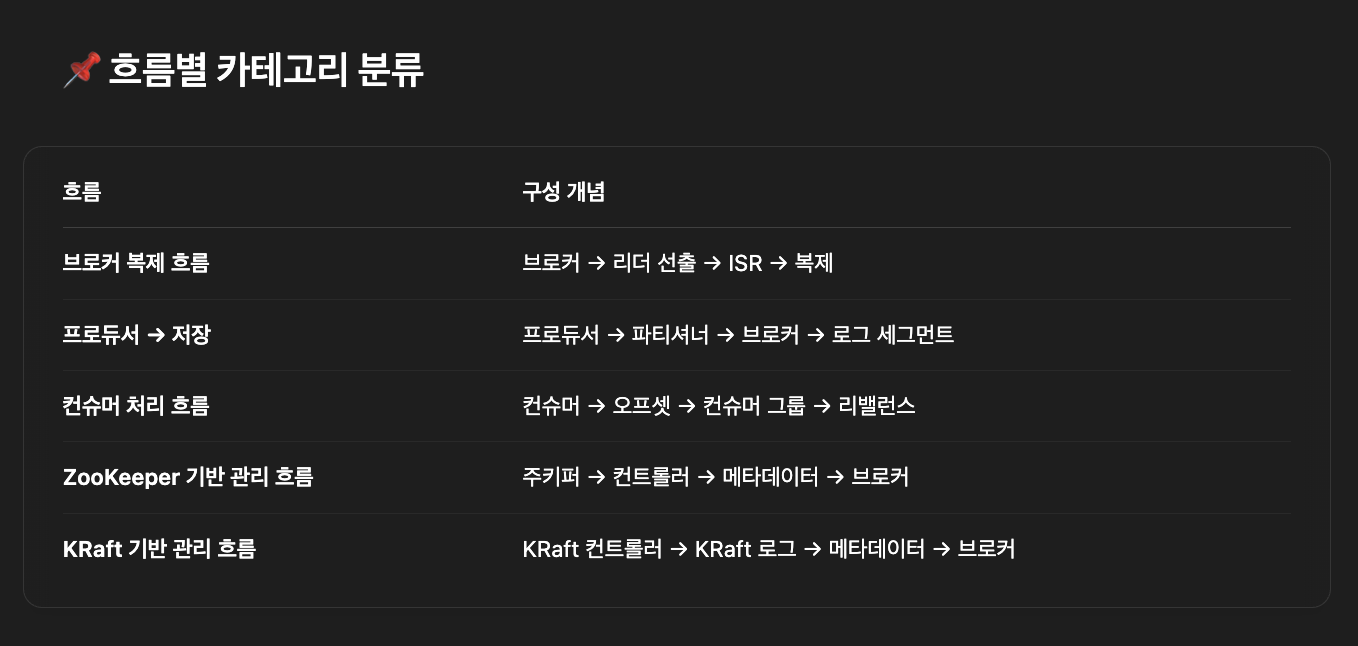 📌 흐름별 카테고리 분류
흐름 구성 개념
브로커 복제 흐름 브로커 → 리더 선출 → ISR → 복제
프로듀서 → 저장 프로듀서 → 파티셔너 → 브로커 → 로그 세그먼트
컨슈머 처리 흐름 컨슈머 → 오프셋 → 컨슈머 그룹 → 리밸런스
ZooKeeper 기반 관리 흐름 주키퍼 → 컨트롤러 → 메타데이터 → 브로커
KRaft 기반 관리 흐름 KRaft 컨트롤러 → KRaft 로그 → 메타데이터 → 브로커